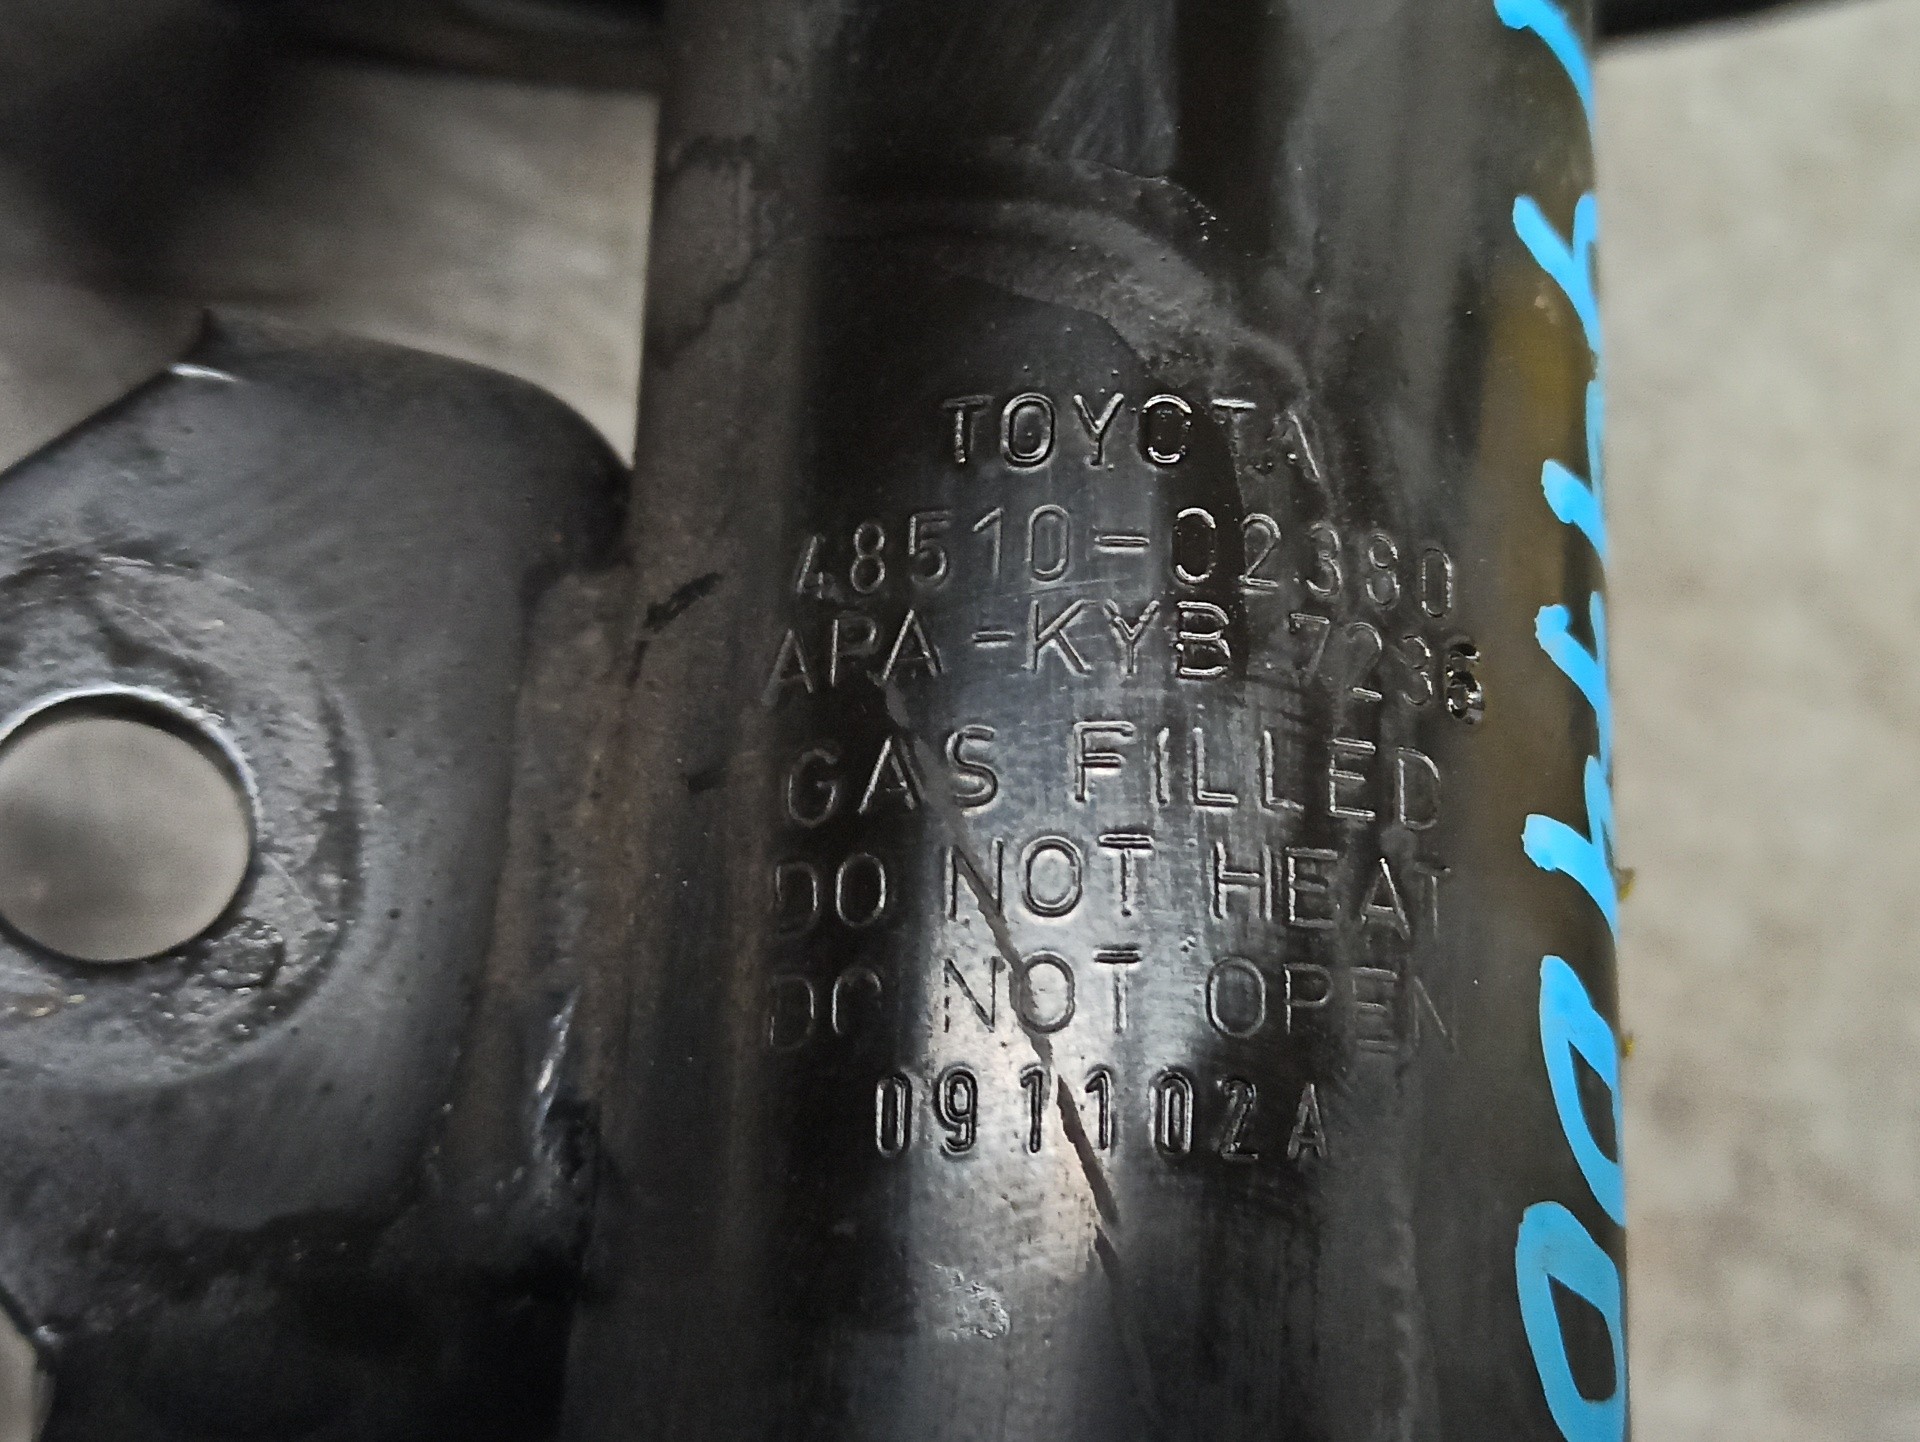 TOYOTA
48510-02380
APA-KYB 7236
GAS FILLED
DO NOT HEAT
DO NOT OPEN
091102A